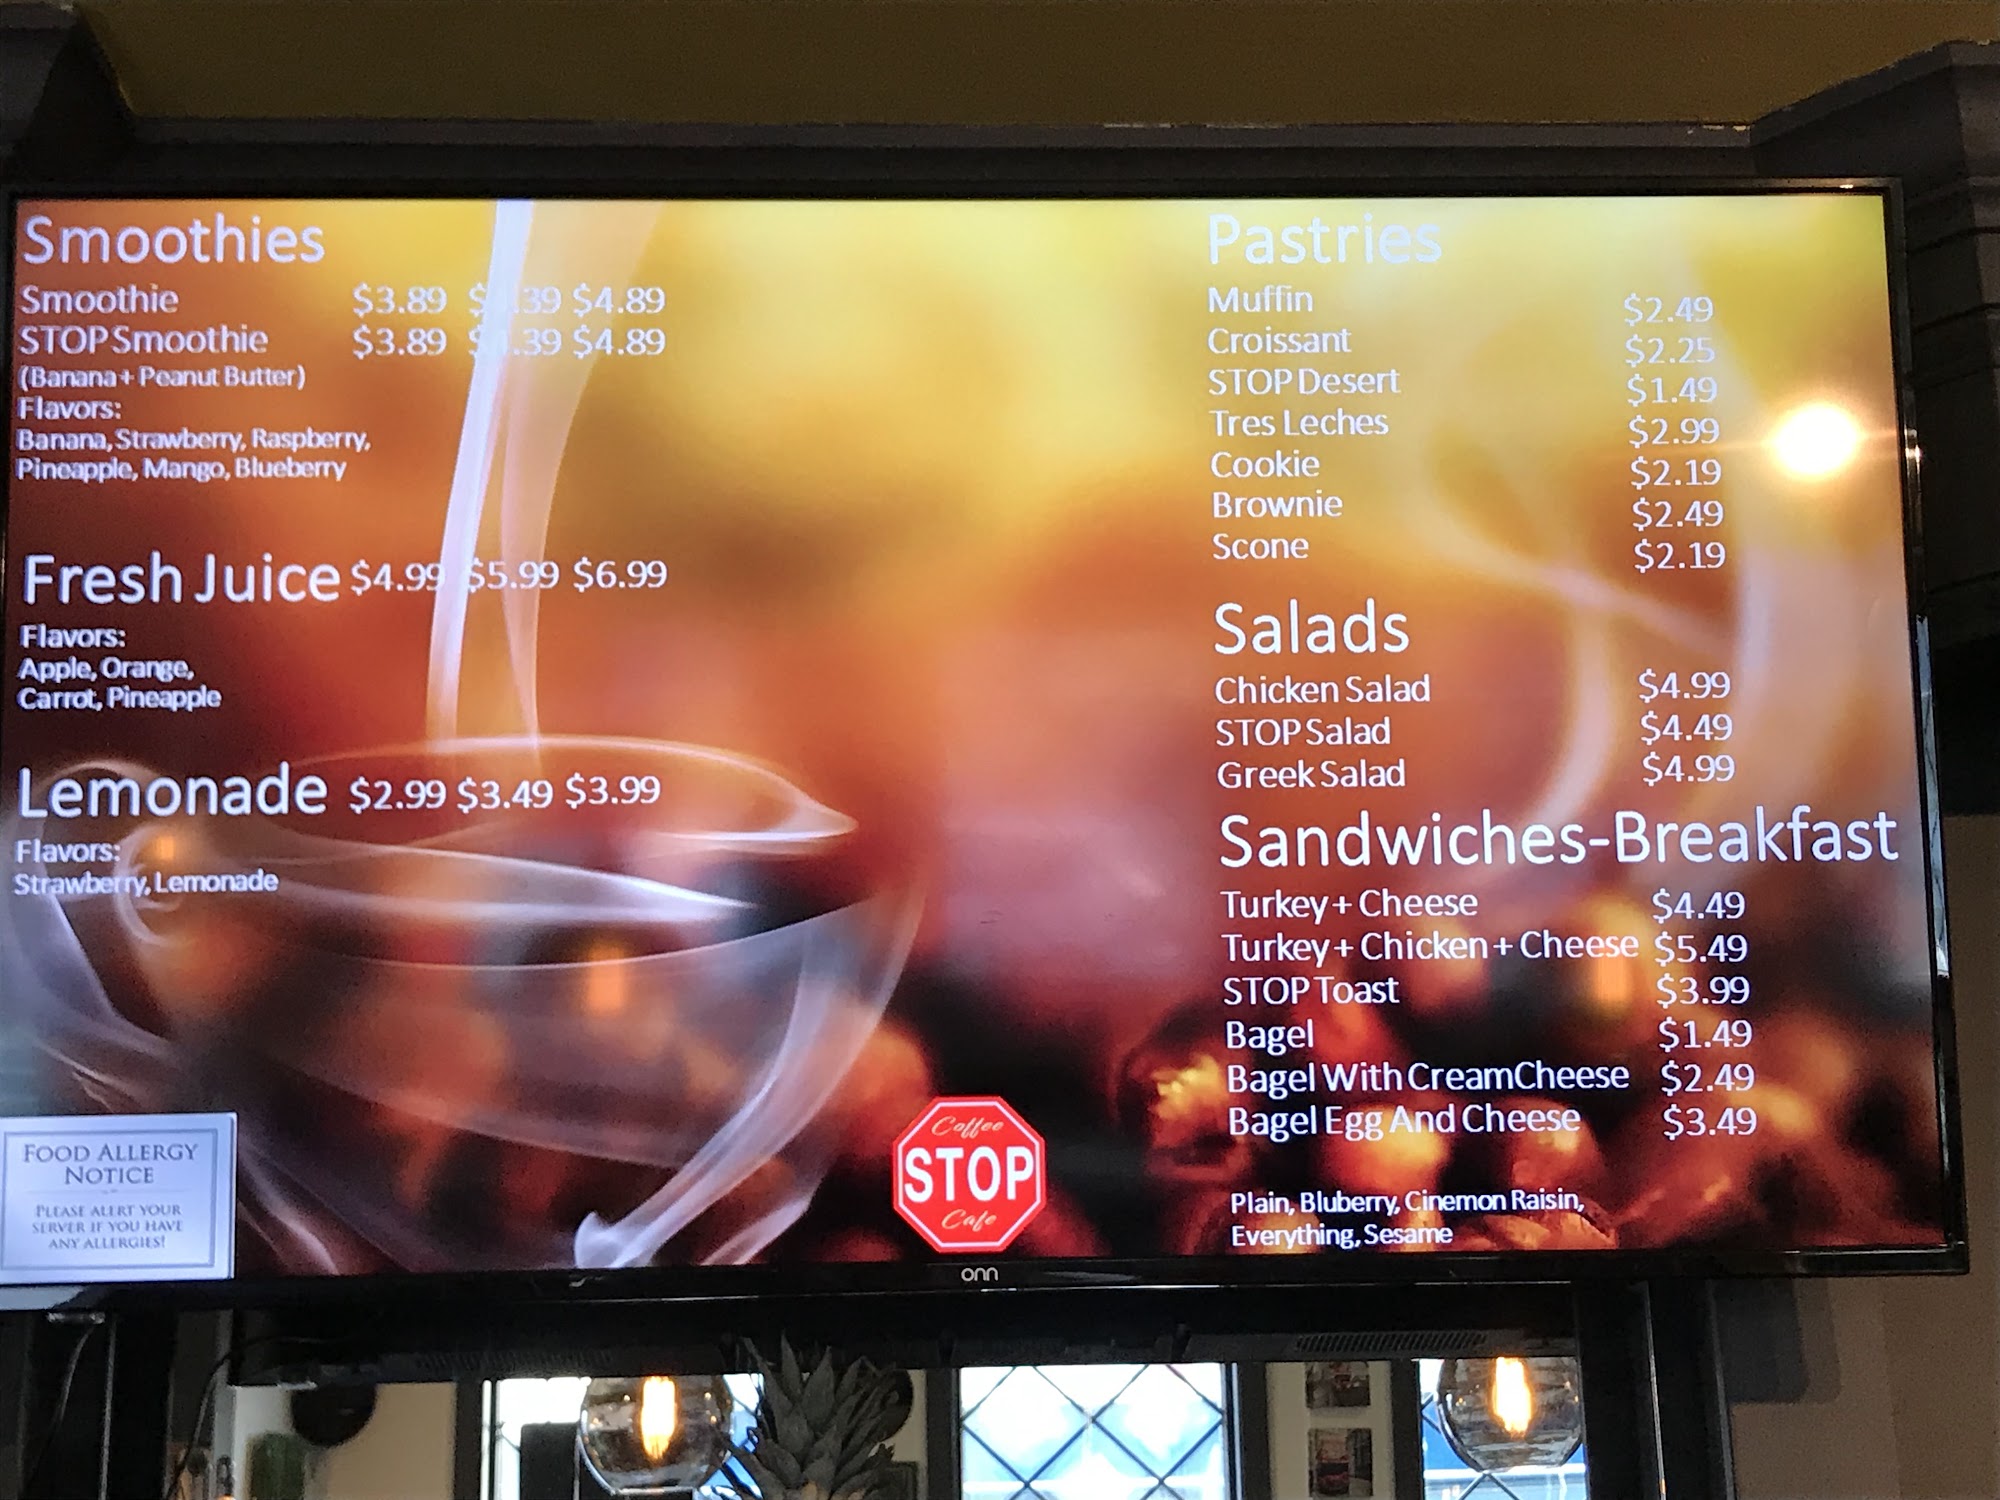 Smoothies
Smoothie $3.89 $ .39 $4.89
STOP Smoothie $3.89 $ .39 $4.89
(Banana + Peanut Butter)
Flavors:
Banana, Strawberry, Raspberry,
Pineapple, Mango, Blueberry
Fresh Juice $4.99 $5.99 $6.99
Flavors:
Apple, Orange,
Carrot, Pineapple
Lemonade $2.99 $3.49 $3.99
Flavors:
Strawberry, Lemonade
FOOD ALLERGY
NOTICE
PLEASE ALERT YOUR
SERVER IF YOU HAVE
ANY ALLERGIES!
Coffee
STOP
Cafe
Pastries
Muffin $2.49
Croissant $2.25
STOP Desert $1.49
Tres Leches $2.99
Cookie $2.19
Brownie $2.49
Scone $2.19
Salads
Chicken Salad $4.99
STOP Salad $4.49
Greek Salad $4.99
Sandwiches-Breakfast
Turkey + Cheese $4.49
Turkey + Chicken + Cheese $5.49
STOP Toast $3.99
Bagel $1.49
Bagel With CreamCheese $2.49
Bagel Egg And Cheese $3.49
Plain, Bluberry, Cinemon Raisin,
Everything, Sesame
onn